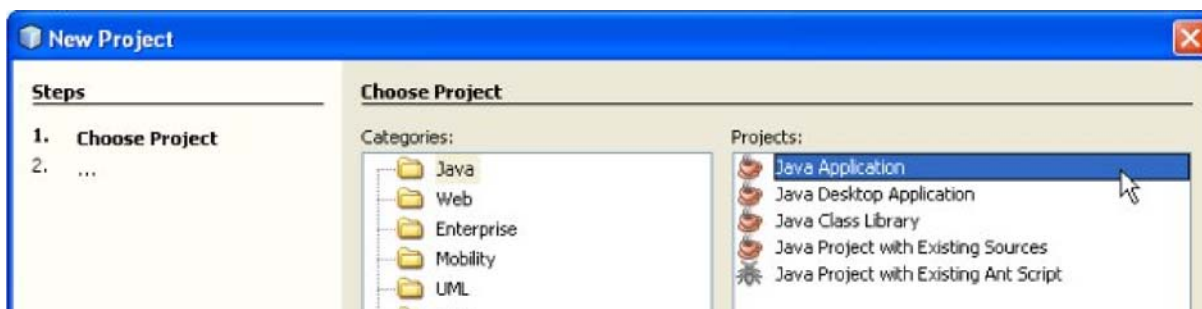 New Project
Steps
1. Choose Project
2. ...
Choose Project
Categories:
Java
Web
Enterprise
Mobility
UML
Projects:
Java Application
Java Desktop Application
Java Class Library
Java Project with Existing Sources
Java Project with Existing Ant Script